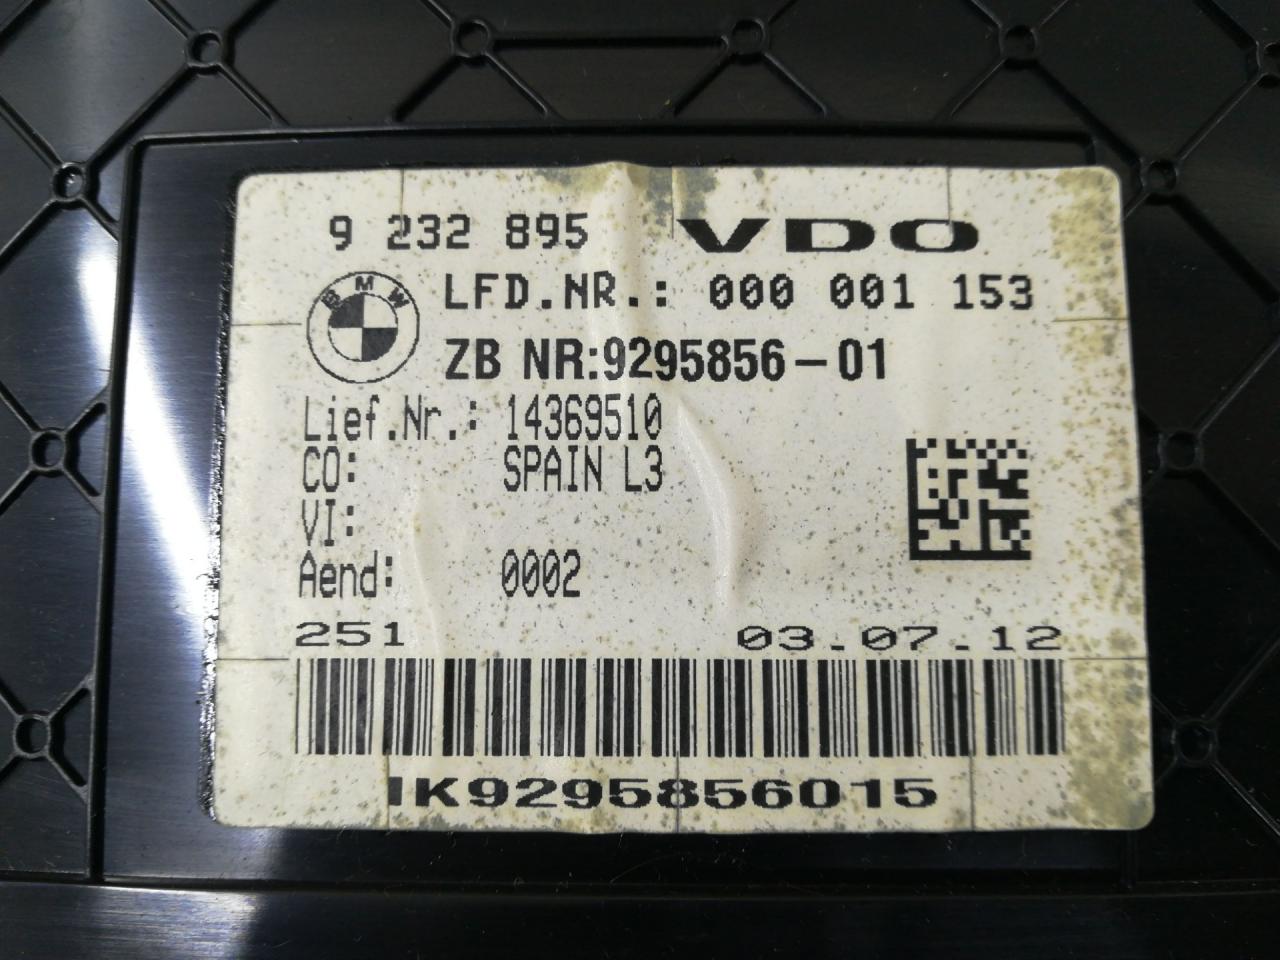 9 232 895 VDO
BMW LFD.NR.: 000 001 153
ZB NR:9295856-01
Lief.Nr.: 14369510
CO: SPAIN L3
VI:
Aend: 0002
251 03.07.12
IK9295856015